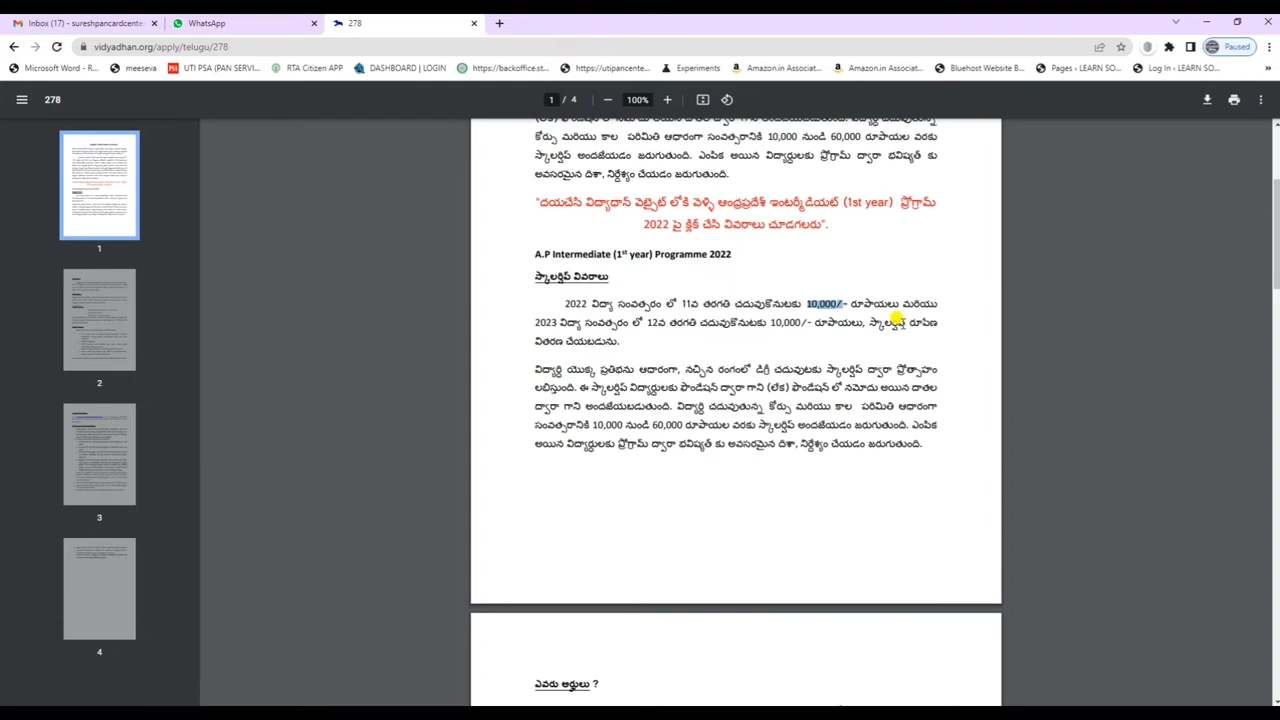 Inbox (17) - sureshpancardcente
WhatsApp
278
vidyadhan.org/apply/telugu/278
Paused
Microsoft Word - R...
meeseva
UTI PSA (PAN SERVI...
RTA Citizen APP
DASHBOARD | LOGIN
https://backoffice.st...
https://utipancente...
Experiments
Amazon.in Associat...
Amazon.in Associat...
Bluehost Website B...
Pages ‹ LEARN SO...
Log In ‹ LEARN SO...
»
278
1 / 4
100%
కోర్సు మరియు కాల పరిమితి ఆధారంగా సంవత్సరానికి 10,000 నుండి 60,000 రూపాయల వరకు
స్కాలర్షిప్ అందజేయడం జరుగుతుంది. ఎంపిక అయిన విద్యార్థులకు ప్రోగ్రామ్ ద్వారా భవిష్యత్ కు
అవసరమైన దిశా, నిర్దేశ్యం చేయడం జరుగుతుంది.
"దయచేసి విద్యాధాన్ వెబ్సైట్ లోకి వెళ్ళి ఆంధ్రప్రదేశ్ ఇంటర్మీడియట్ (1st year) ప్రోగ్రామ్
2022 పై క్లిక్ చేసి వివరాలు చూడగలరు".
A.P Intermediate (1st year) Programme 2022
స్కాలర్షిప్ వివరాలు
2022 విద్యా సంవత్సరం లో 11వ తరగతి చదువుకొనుటకు 10,000/- రూపాయలు మరియు
2023 విద్యా సంవత్సరం లో 12వ తరగతి చదువుకొనుటకు 10,000/- రూపాయలు, స్కాలర్షిప్ రూపేణ
వితరణ చేయబడును.
విద్యార్థి యొక్క ప్రతిభను ఆధారంగా, నచ్చిన రంగంలో డిగ్రీ చదువుటకు స్కాలర్షిప్ ద్వారా ప్రోత్సాహం
లభిస్తుంది. ఈ స్కాలర్షిప్ విద్యార్థులకు ఫౌండేషన్ ద్వారా గాని (లేక) ఫౌండేషన్ లో నమోదు అయిన దాతల
ద్వారా గాని అందజేయబడుతుంది. విద్యార్థి చదువుతున్న కోర్సు మరియు కాల పరిమితి ఆధారంగా
సంవత్సరానికి 10,000 నుండి 60,000 రూపాయల వరకు స్కాలర్షిప్ అందజేయడం జరుగుతుంది. ఎంపిక
అయిన విద్యార్థులకు ప్రోగ్రామ్ ద్వారా భవిష్యత్ కు అవసరమైన దిశా, నిర్దేశ్యం చేయడం జరుగుతుంది.
ఎవరు అర్హులు ?
1
2
3
4